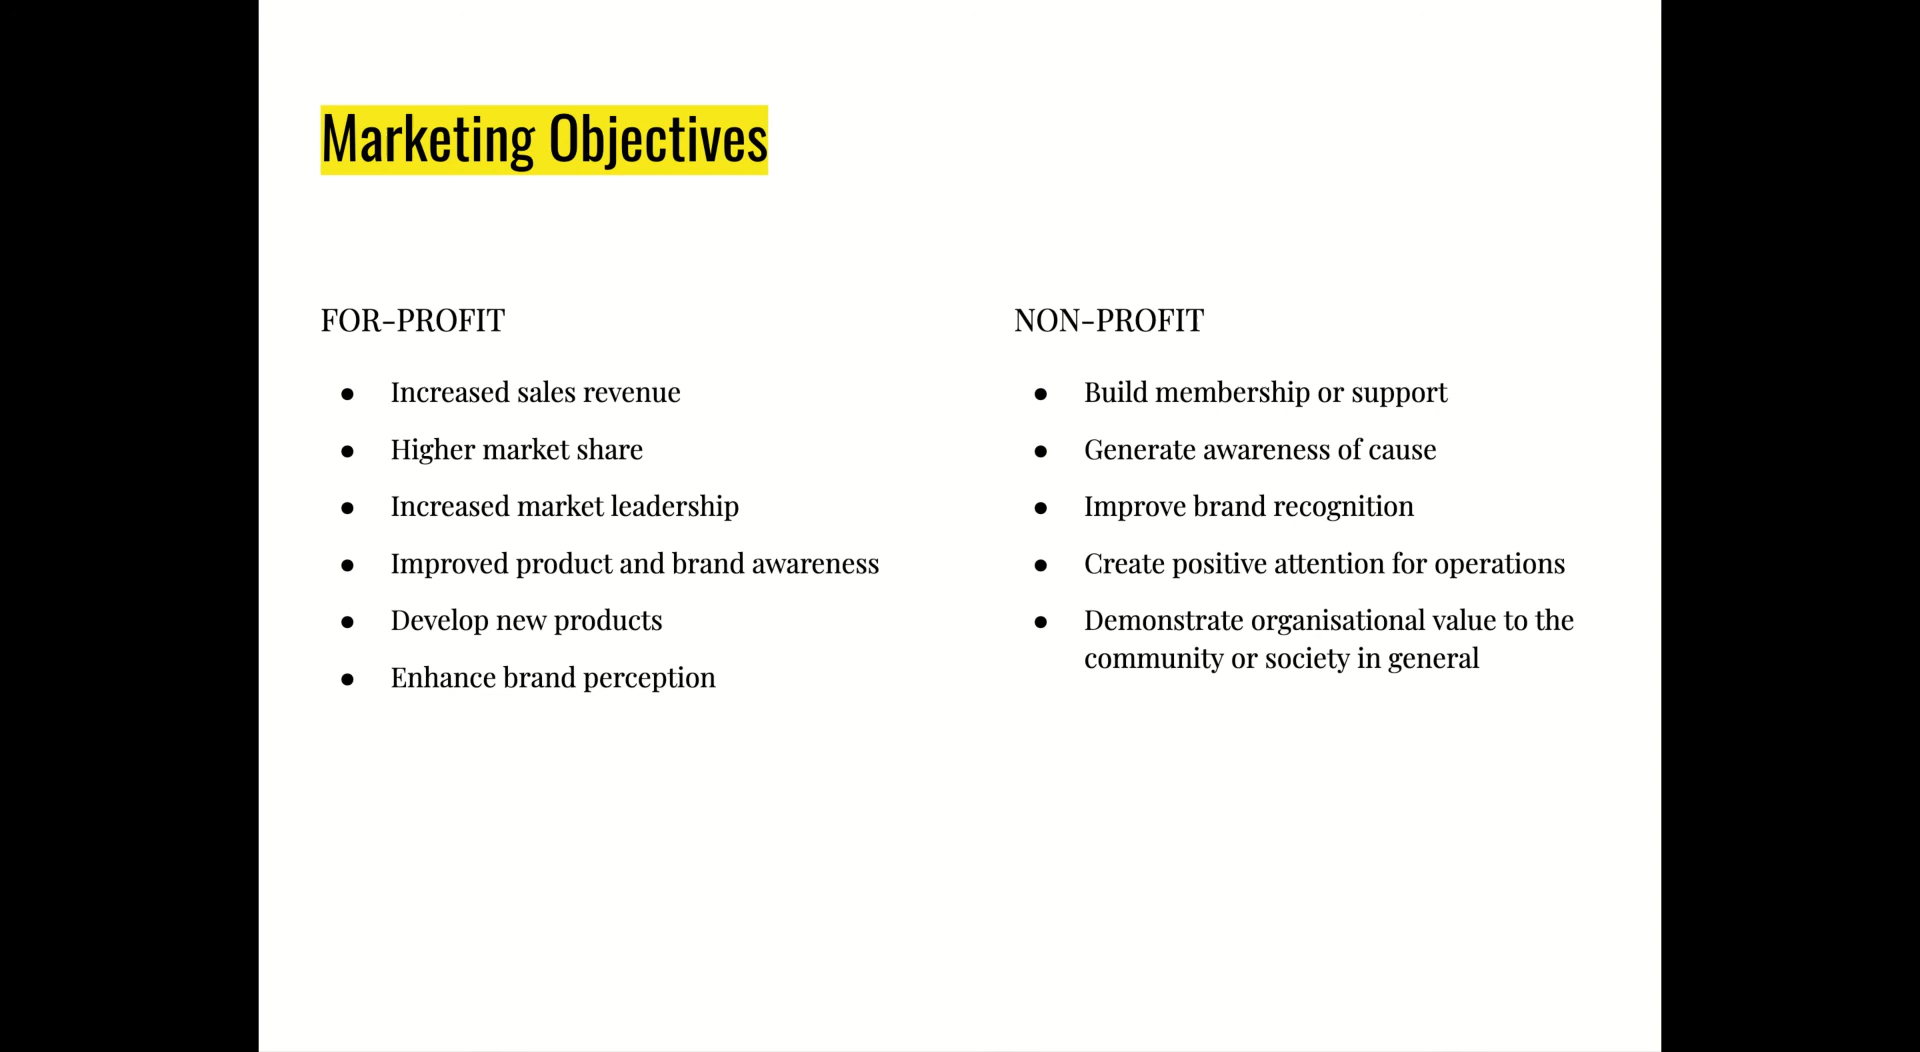 Marketing Objectives
FOR-PROFIT
● Increased sales revenue
● Higher market share
● Increased market leadership
● Improved product and brand awareness
● Develop new products
● Enhance brand perception
NON-PROFIT
● Build membership or support
● Generate awareness of cause
● Improve brand recognition
● Create positive attention for operations
● Demonstrate organisational value to the
community or society in general